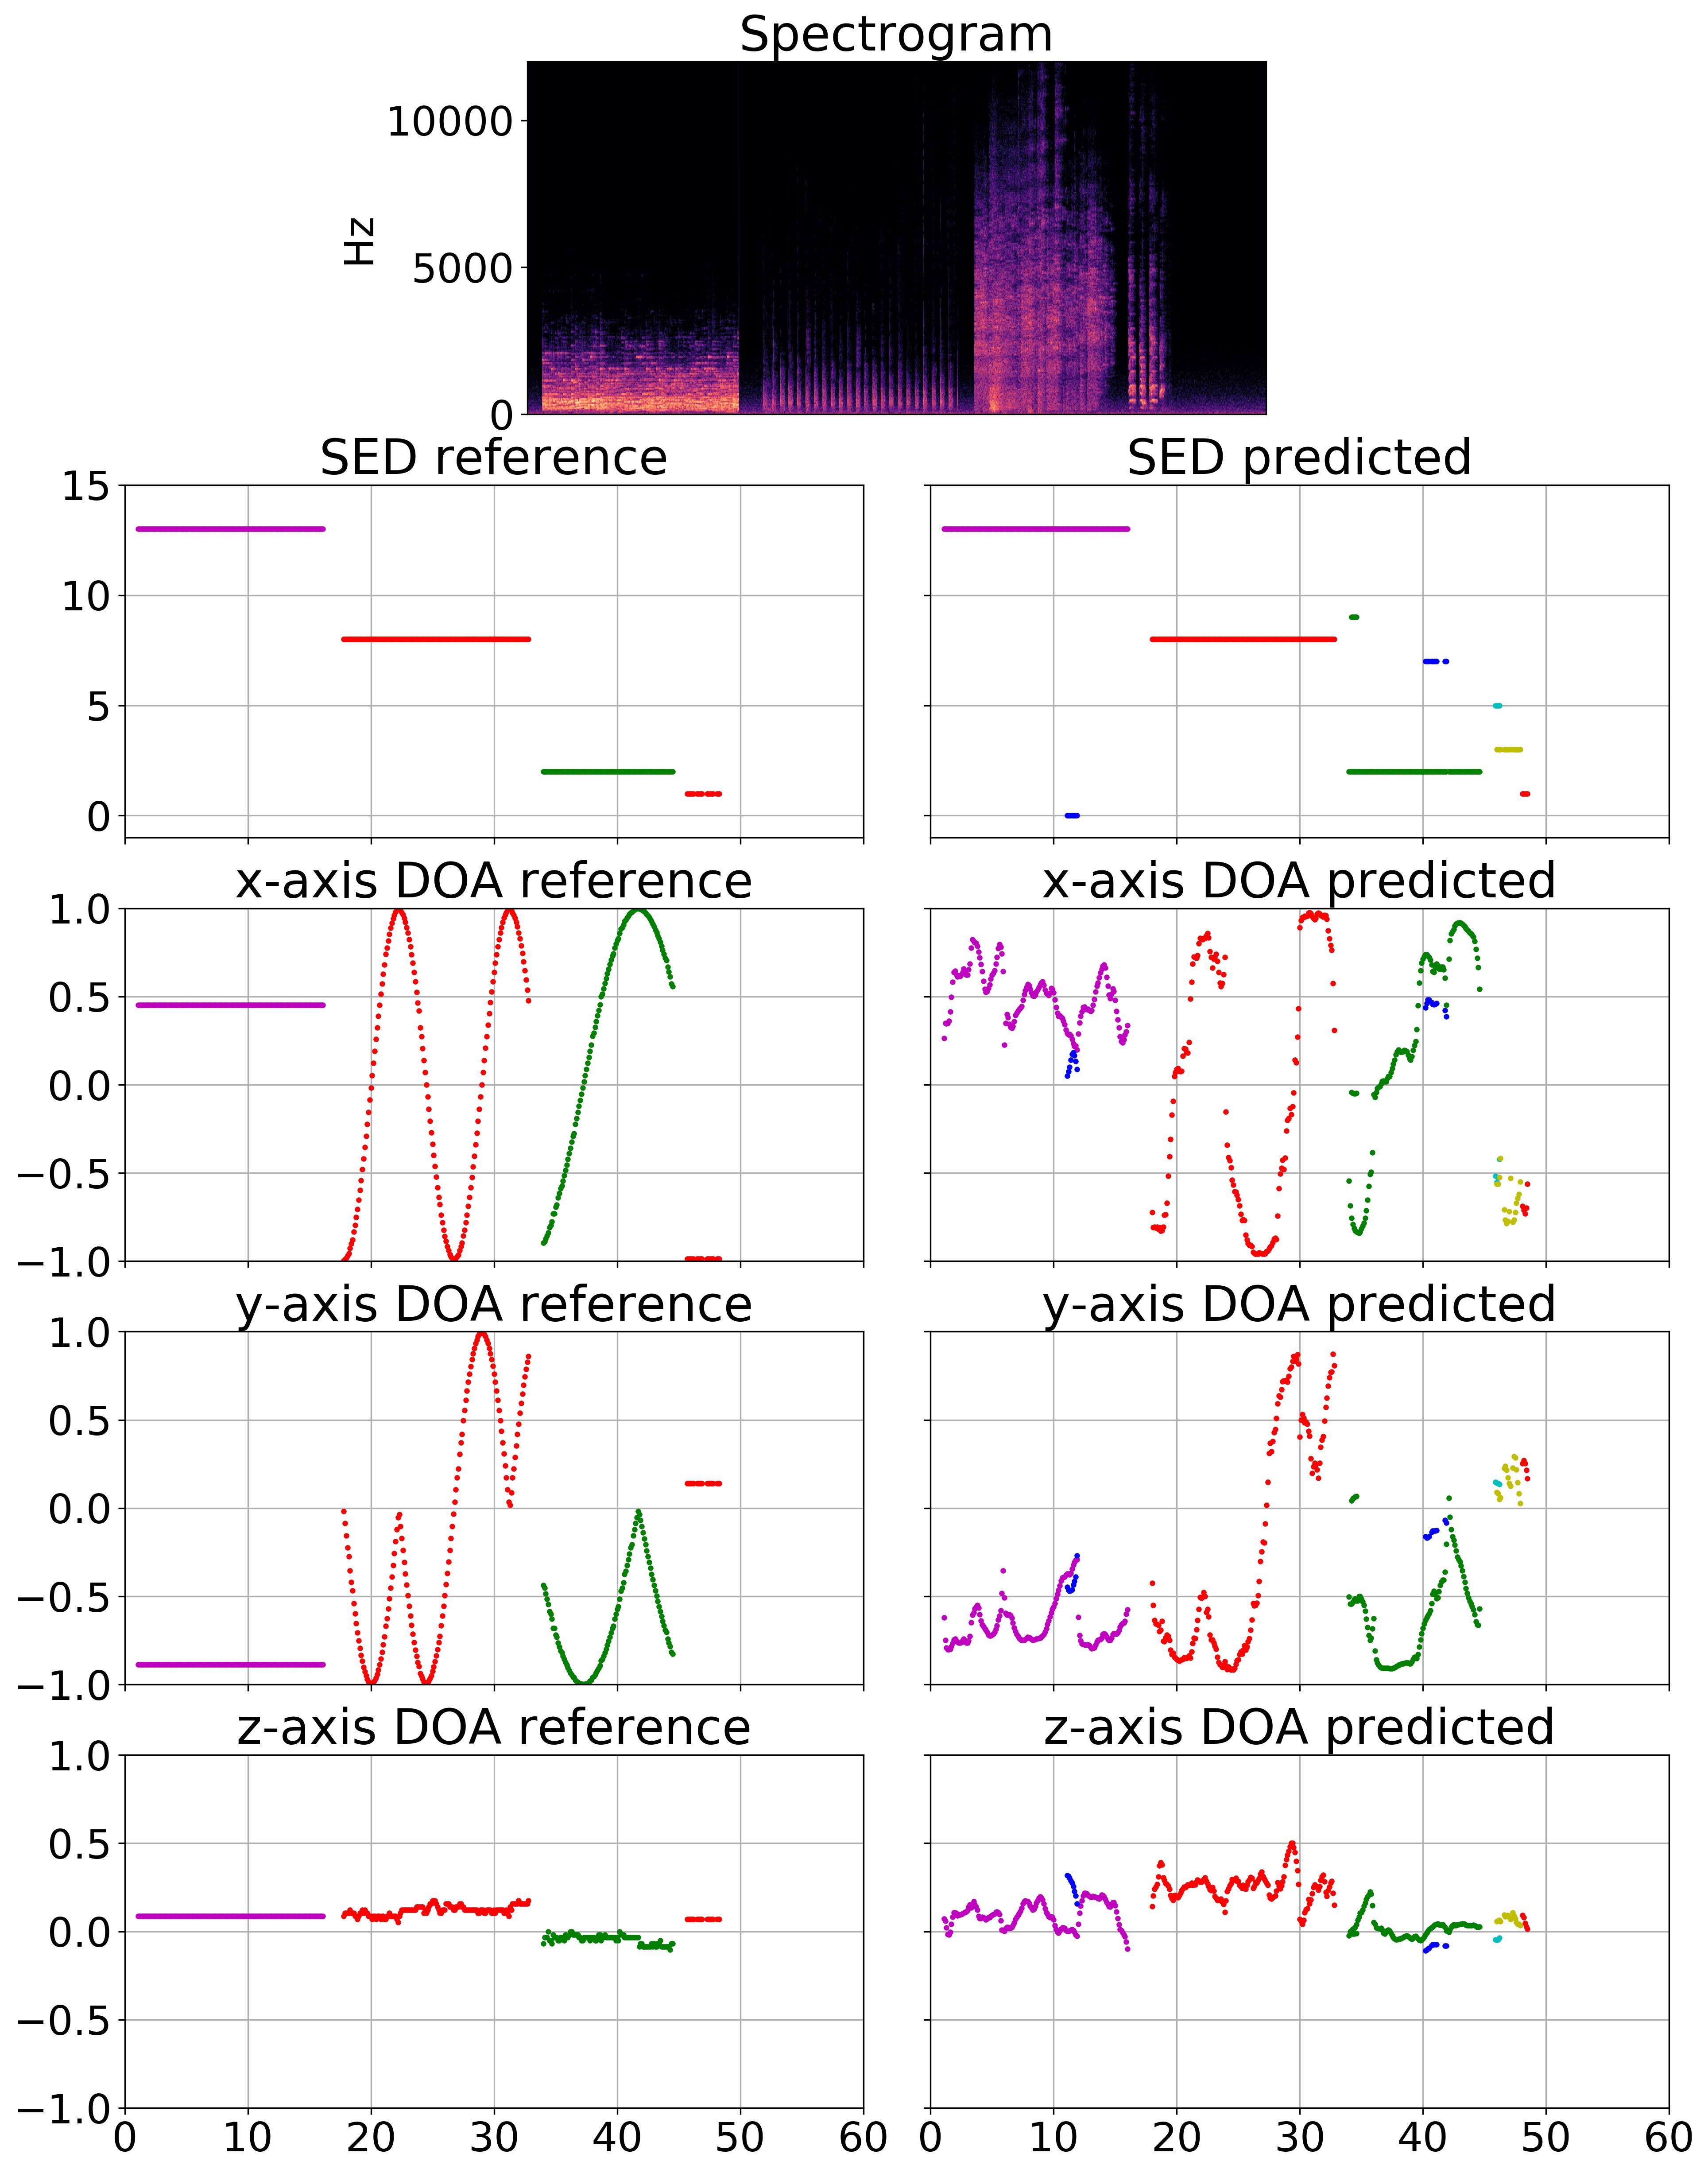 Spectrogram
10000
5000
0
Hz
SED reference
SED predicted
15
10
5
0
x-axis DOA reference
x-axis DOA predicted
1.0
0.5
0.0
−0.5
−1.0
y-axis DOA reference
y-axis DOA predicted
1.0
0.5
0.0
−0.5
−1.0
z-axis DOA reference
z-axis DOA predicted
1.0
0.5
0.0
−0.5
−1.0
0 10 20 30 40 50 60
0 10 20 30 40 50 60